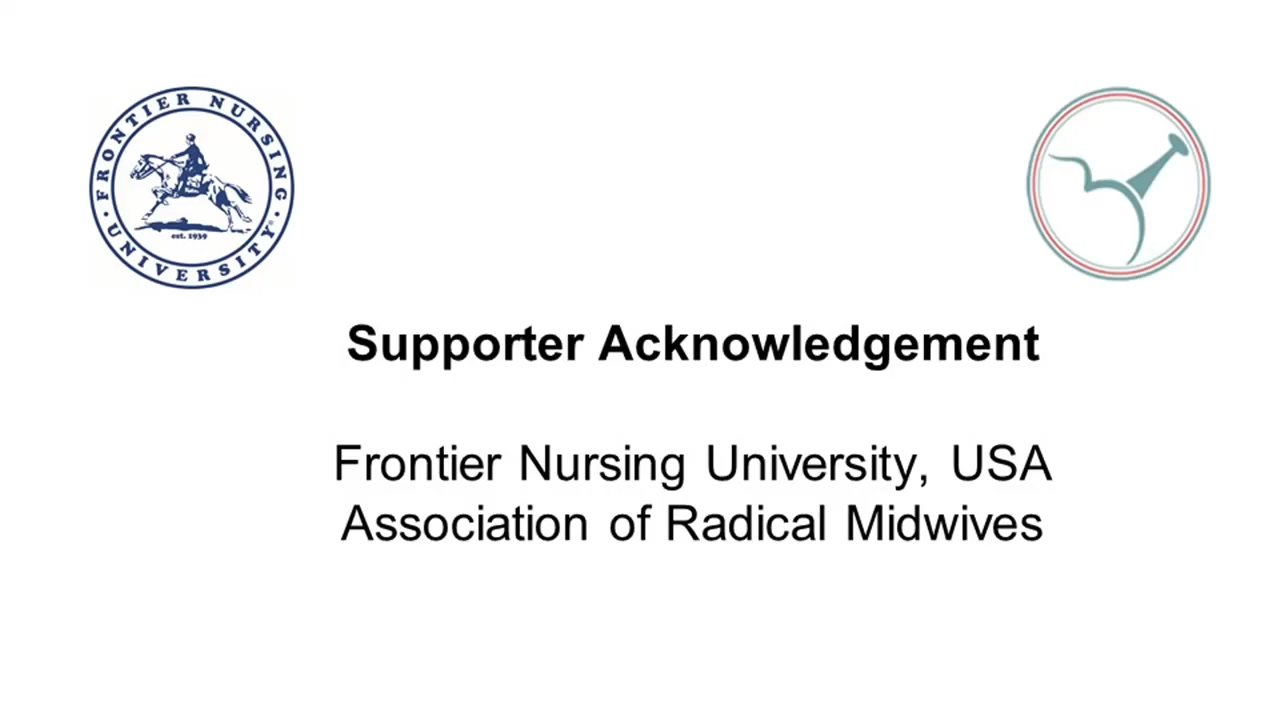 FRONTIER NURSING
UNIVERSITY
est. 1939
Supporter Acknowledgement
Frontier Nursing University, USA
Association of Radical Midwives